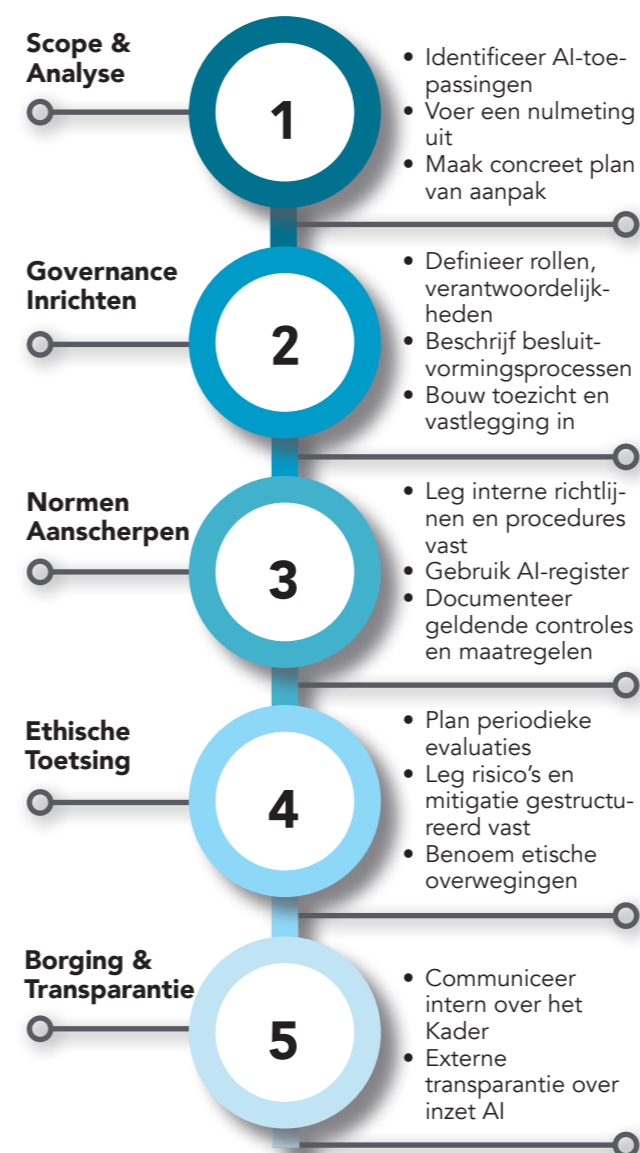 Scope &
Analyse
1
• Identificeer AI-toe-
passingen
• Voer een nulmeting
uit
• Maak concreet plan
van aanpak
Governance
Inrichten
2
• Definieer rollen,
verantwoordelijk-
heden
• Beschrijf besluit-
vormingsprocessen
• Bouw toezicht en
vastlegging in
Normen
Aanscherpen
3
• Leg interne richtlij-
nen en procedures
vast
• Gebruik AI-register
• Documenteer
geldende controles
en maatregelen
Ethische
Toetsing
4
• Plan periodieke
evaluaties
• Leg risico’s en
mitigatie gestructu-
reerd vast
• Benoem etische
overwegingen
Borging &
Transparantie
5
• Communiceer
intern over het
Kader
• Externe
transparantie over
inzet AI